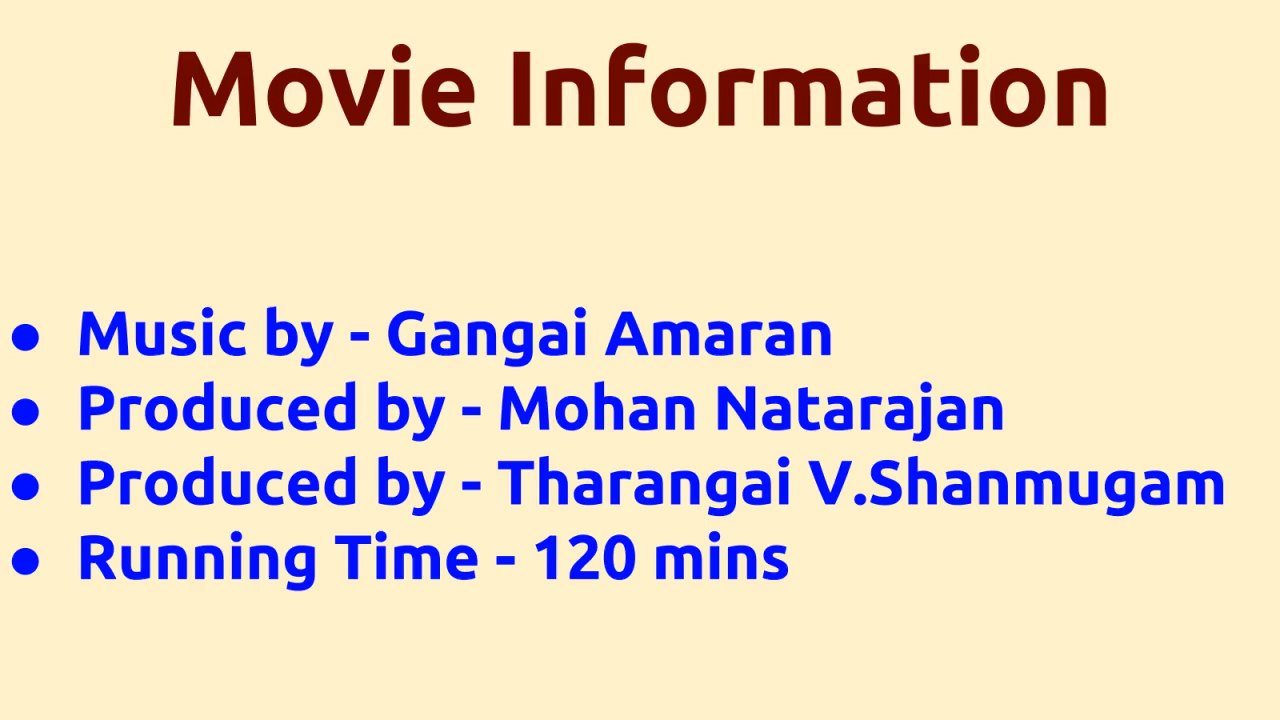 Movie Information
● Music by - Gangai Amaran
● Produced by - Mohan Natarajan
● Produced by - Tharangai V.Shanmugam
● Running Time - 120 mins